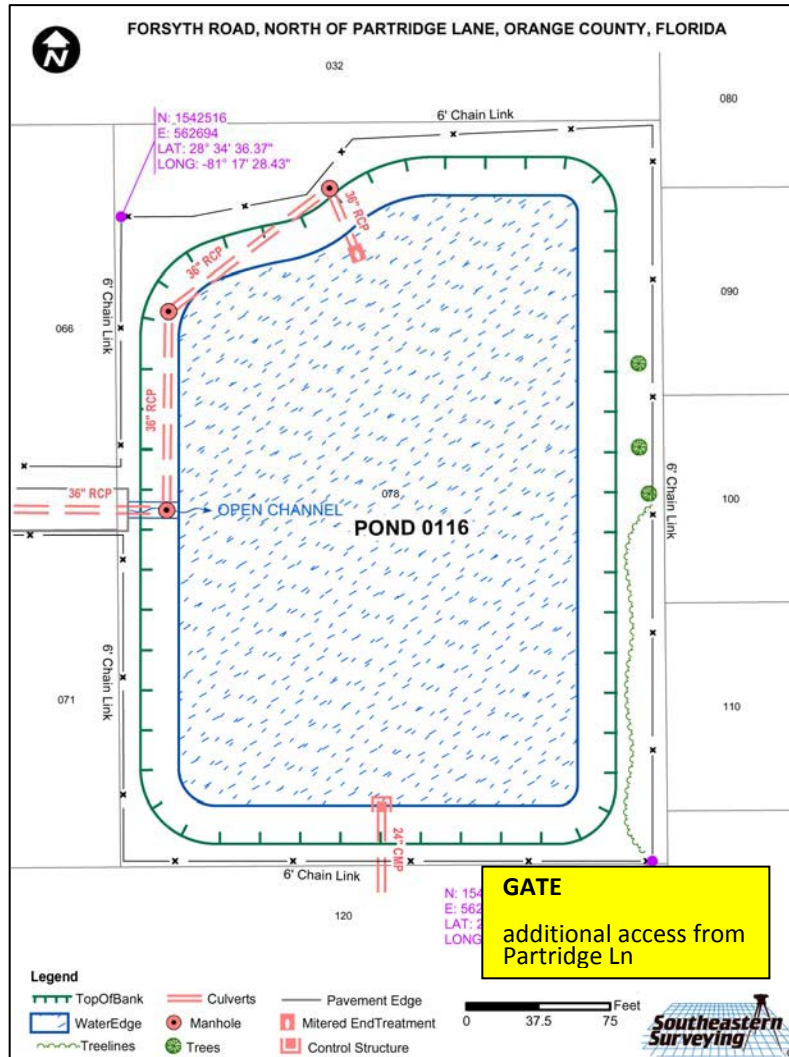 FORSYTH ROAD, NORTH OF PARTRIDGE LANE, ORANGE COUNTY, FLORIDA
N
032
080
6' Chain Link
N: 1542516
E: 562694
LAT: 28° 34' 36.37"
LONG: -81° 17' 28.43"
36" RCP
36" RCP
6' Chain Link
090
066
36" RCP
36" RCP
OPEN CHANNEL
078
POND 0116
6' Chain Link
100
6' Chain Link
071
110
24" CMP
6' Chain Link
120
N: 154
E: 562
LAT: 2
LONG
GATE
additional access from
Partridge Ln
Legend
TopOfBank
Culverts
Pavement Edge
WaterEdge
Manhole
Mitered EndTreatment
Treelines
Trees
Control Structure
Feet
0 37.5 75
Southeastern
Surveying